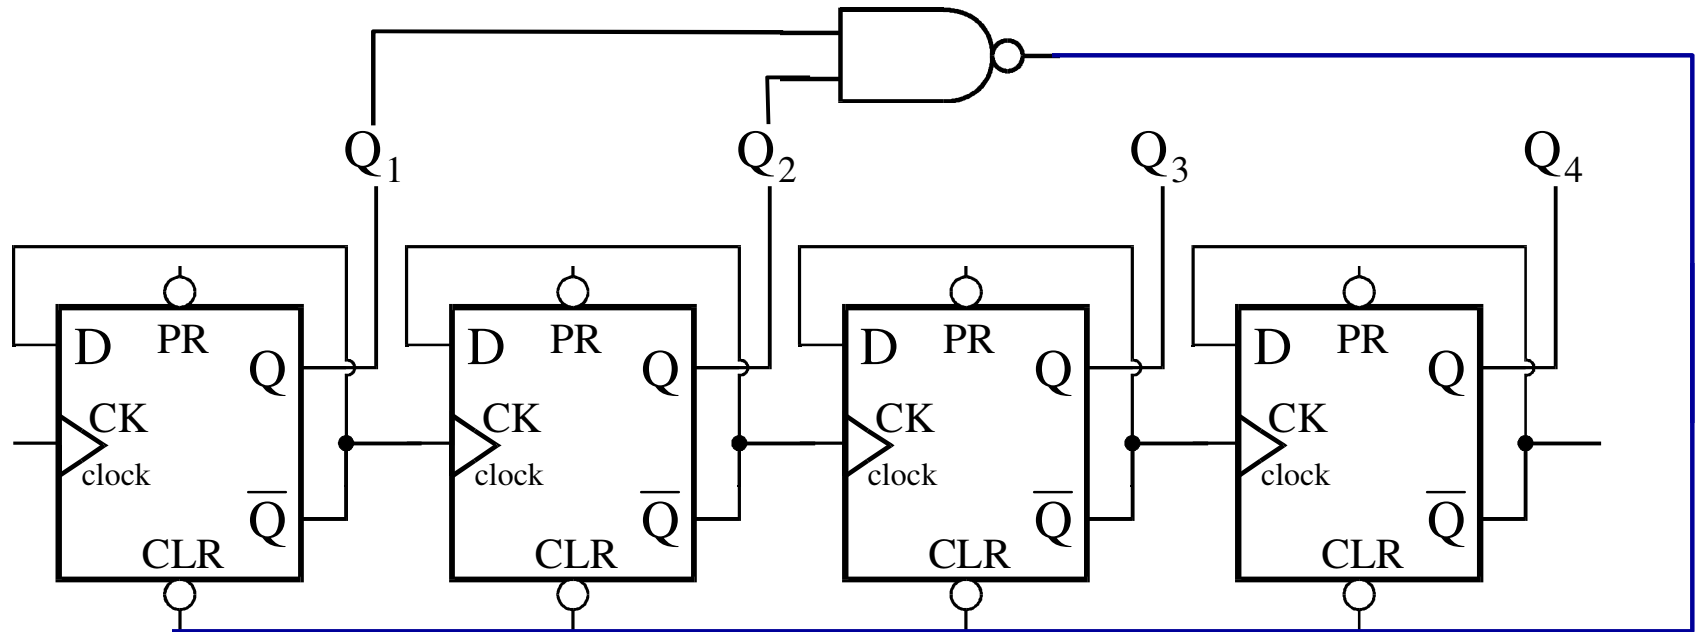 Q1 Q2 Q3 Q4
D PR Q D PR Q D PR Q D PR Q
CK CK CK CK
clock clock clock clock
Q̅ Q̅ Q̅ Q̅
CLR CLR CLR CLR